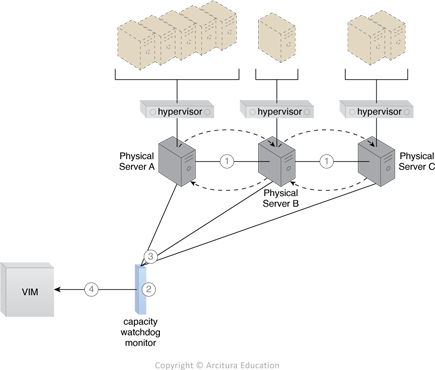 hypervisor
hypervisor
hypervisor
Physical
Server A
1
1
Physical
Server C
Physical
Server B
3
VIM
4
2
capacity
watchdog
monitor
Copyright © Arcitura Education